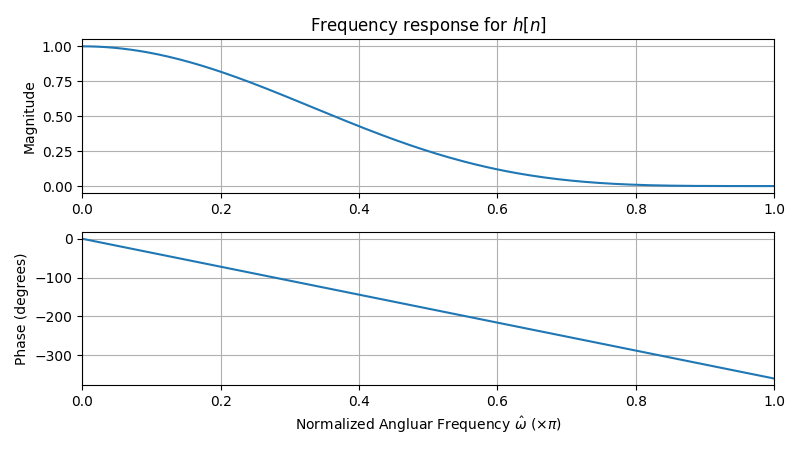 Frequency response for h[n]
Magnitude
1.00
0.75
0.50
0.25
0.00
0.0 0.2 0.4 0.6 0.8 1.0
Phase (degrees)
0
−100
−200
−300
0.0 0.2 0.4 0.6 0.8 1.0
Normalized Angluar Frequency ω̂ (×π)